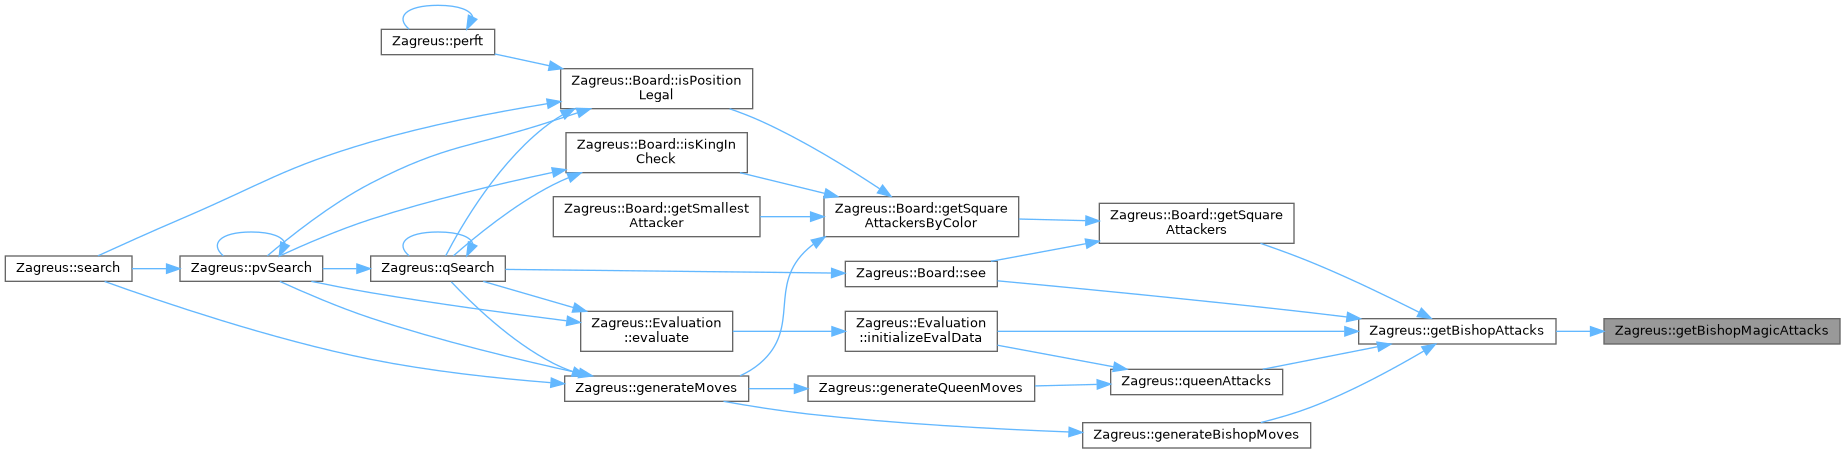 Zagreus::perft
Zagreus::Board::isPosition
Legal
Zagreus::Board::isKingIn
Check
Zagreus::Board::getSmallest
Attacker
Zagreus::Board::getSquare
AttackersByColor
Zagreus::Board::getSquare
Attackers
Zagreus::search
Zagreus::pvSearch
Zagreus::qSearch
Zagreus::Board::see
Zagreus::Evaluation
::evaluate
Zagreus::Evaluation
::initializeEvalData
Zagreus::getBishopAttacks
Zagreus::getBishopMagicAttacks
Zagreus::generateMoves
Zagreus::generateQueenMoves
Zagreus::queenAttacks
Zagreus::generateBishopMoves